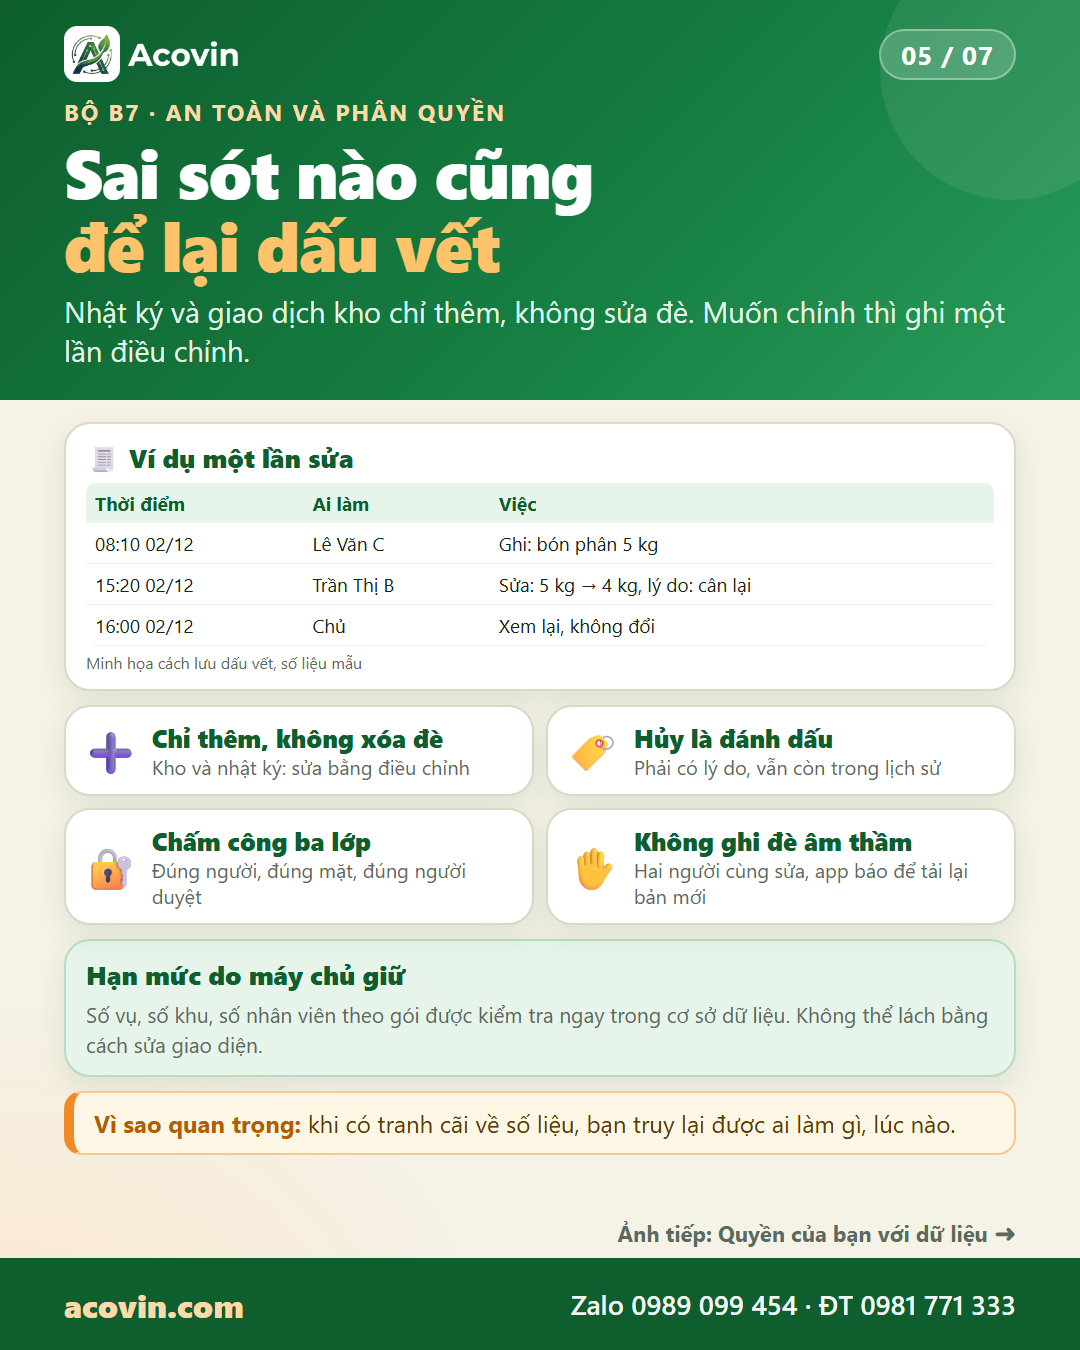 Acovin
05 / 07
BỘ B7 · AN TOÀN VÀ PHÂN QUYỀN
Sai sót nào cũng
để lại dấu vết
Nhật ký và giao dịch kho chỉ thêm, không sửa đè. Muốn chỉnh thì ghi một
lần điều chỉnh.
Ví dụ một lần sửa
Thời điểm Ai làm Việc
08:10 02/12 Lê Văn C Ghi: bón phân 5 kg
15:20 02/12 Trần Thị B Sửa: 5 kg → 4 kg, lý do: cân lại
16:00 02/12 Chủ Xem lại, không đổi
Minh họa cách lưu dấu vết, số liệu mẫu
Chỉ thêm, không xóa đè
Kho và nhật ký: sửa bằng điều chỉnh
Hủy là đánh dấu
Phải có lý do, vẫn còn trong lịch sử
Chấm công ba lớp
Đúng người, đúng mặt, đúng người
duyệt
Không ghi đè âm thầm
Hai người cùng sửa, app báo để tải lại
bản mới
Hạn mức do máy chủ giữ
Số vụ, số khu, số nhân viên theo gói được kiểm tra ngay trong cơ sở dữ liệu. Không thể lách bằng
cách sửa giao diện.
Vì sao quan trọng: khi có tranh cãi về số liệu, bạn truy lại được ai làm gì, lúc nào.
Ảnh tiếp: Quyền của bạn với dữ liệu →
acovin.com
Zalo 0989 099 454 · ĐT 0981 771 333